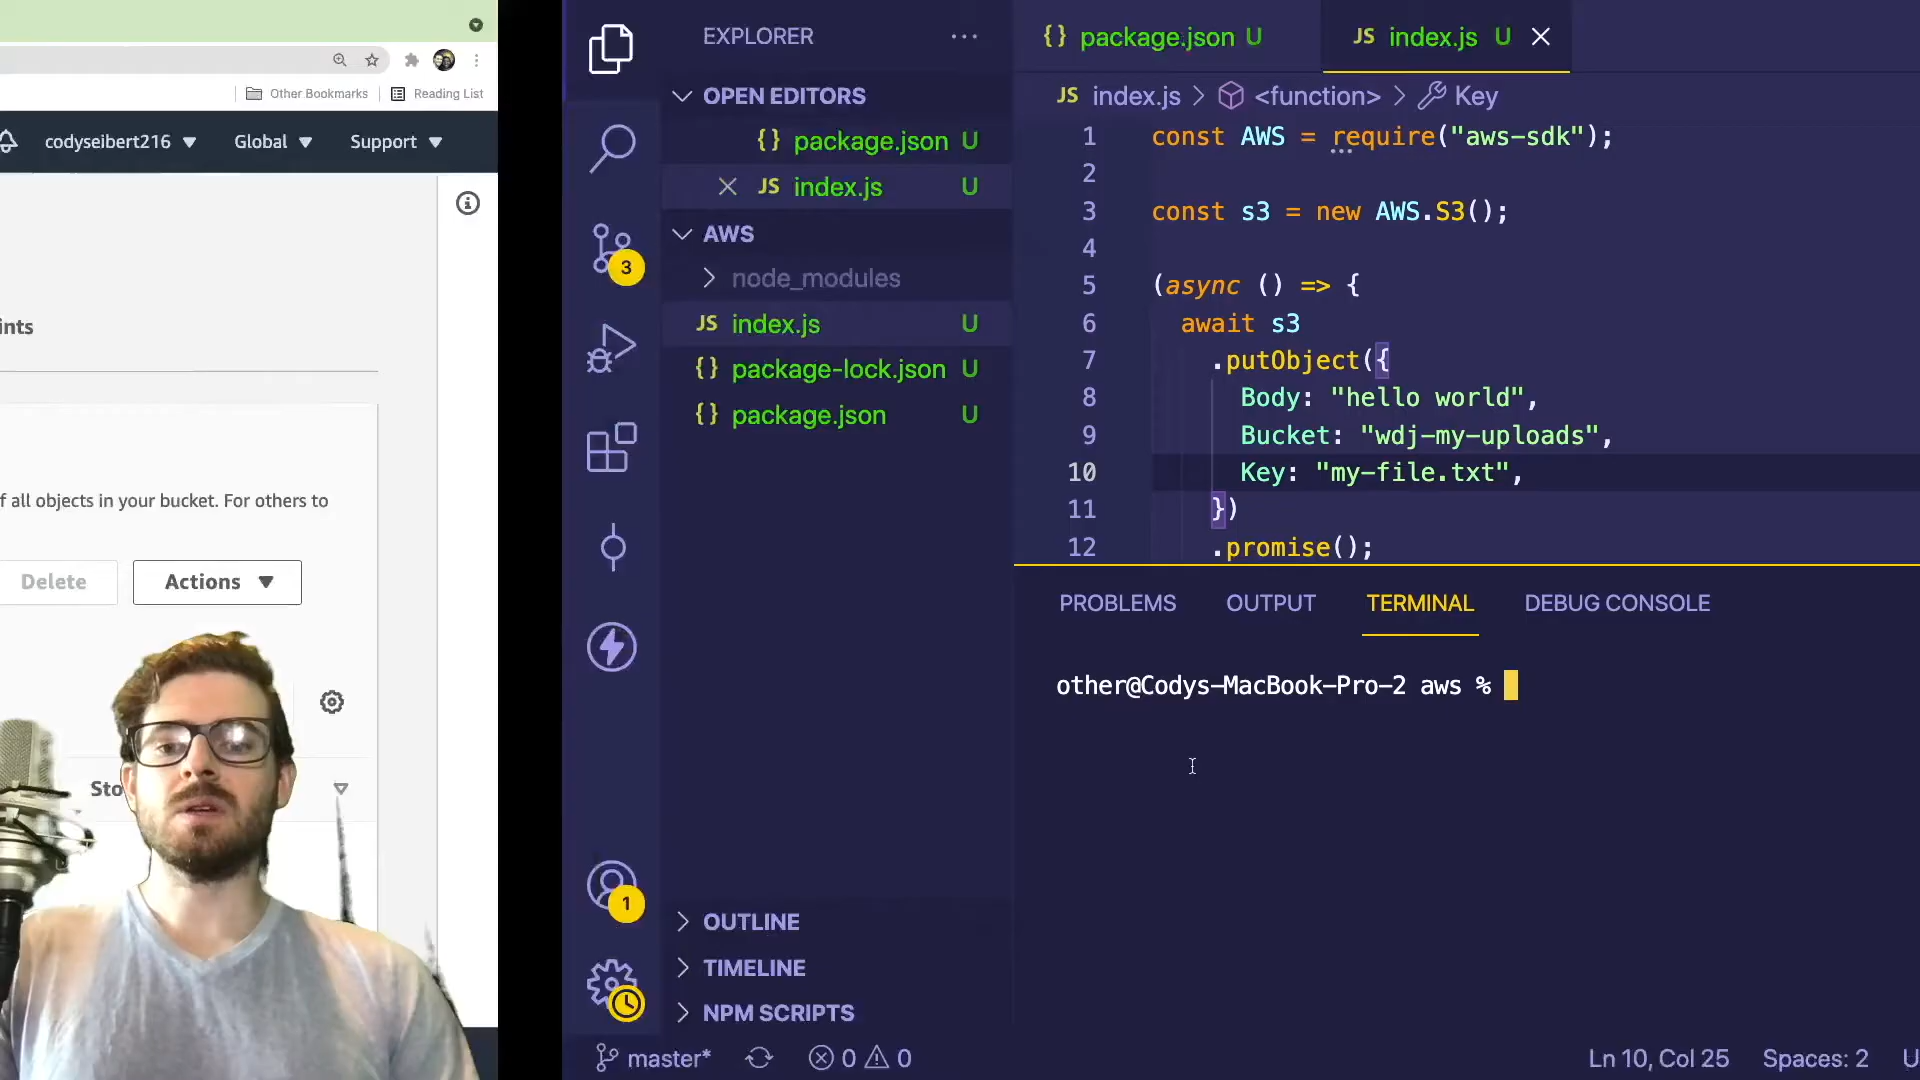 Other Bookmarks
Reading List
codyseibert216
Global
Support
ints
f all objects in your bucket. For others to
Delete
Actions
Sto
EXPLORER
OPEN EDITORS
{} package.json U
JS index.js U
AWS
node_modules
JS index.js U
{} package-lock.json U
{} package.json U
3
1
OUTLINE
TIMELINE
NPM SCRIPTS
{} package.json U
JS index.js U
JS index.js > <function> > Key
1 const AWS = require("aws-sdk");
2
3 const s3 = new AWS.S3();
4
5 (async () => {
6 await s3
7 .putObject({
8 Body: "hello world",
9 Bucket: "wdj-my-uploads",
10 Key: "my-file.txt",
11 })
12 .promise();
PROBLEMS OUTPUT TERMINAL DEBUG CONSOLE
other@Codys-MacBook-Pro-2 aws %
master* 0 0
Ln 10, Col 25 Spaces: 2 U